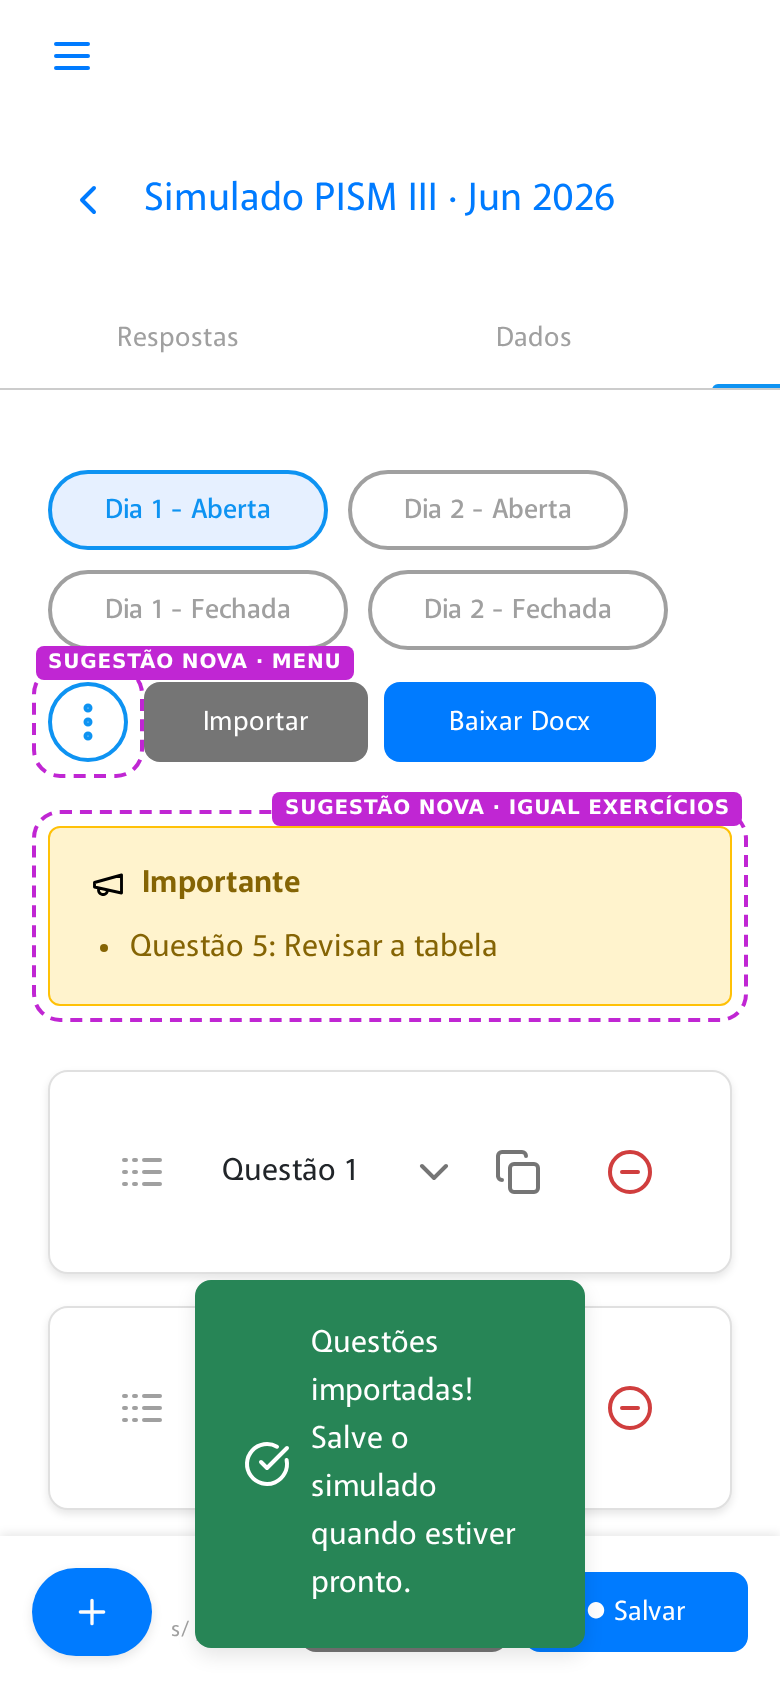 Simulado PISM III · Jun 2026
Respostas
Dados
Dia 1 - Aberta
Dia 2 - Aberta
Dia 1 - Fechada
Dia 2 - Fechada
SUGESTÃO NOVA · MENU
Importar
Baixar Docx
SUGESTÃO NOVA · IGUAL EXERCÍCIOS
Importante
• Questão 5: Revisar a tabela
Questão 1
Questões
importadas!
Salve o
simulado
quando estiver
pronto.
s/
Salvar